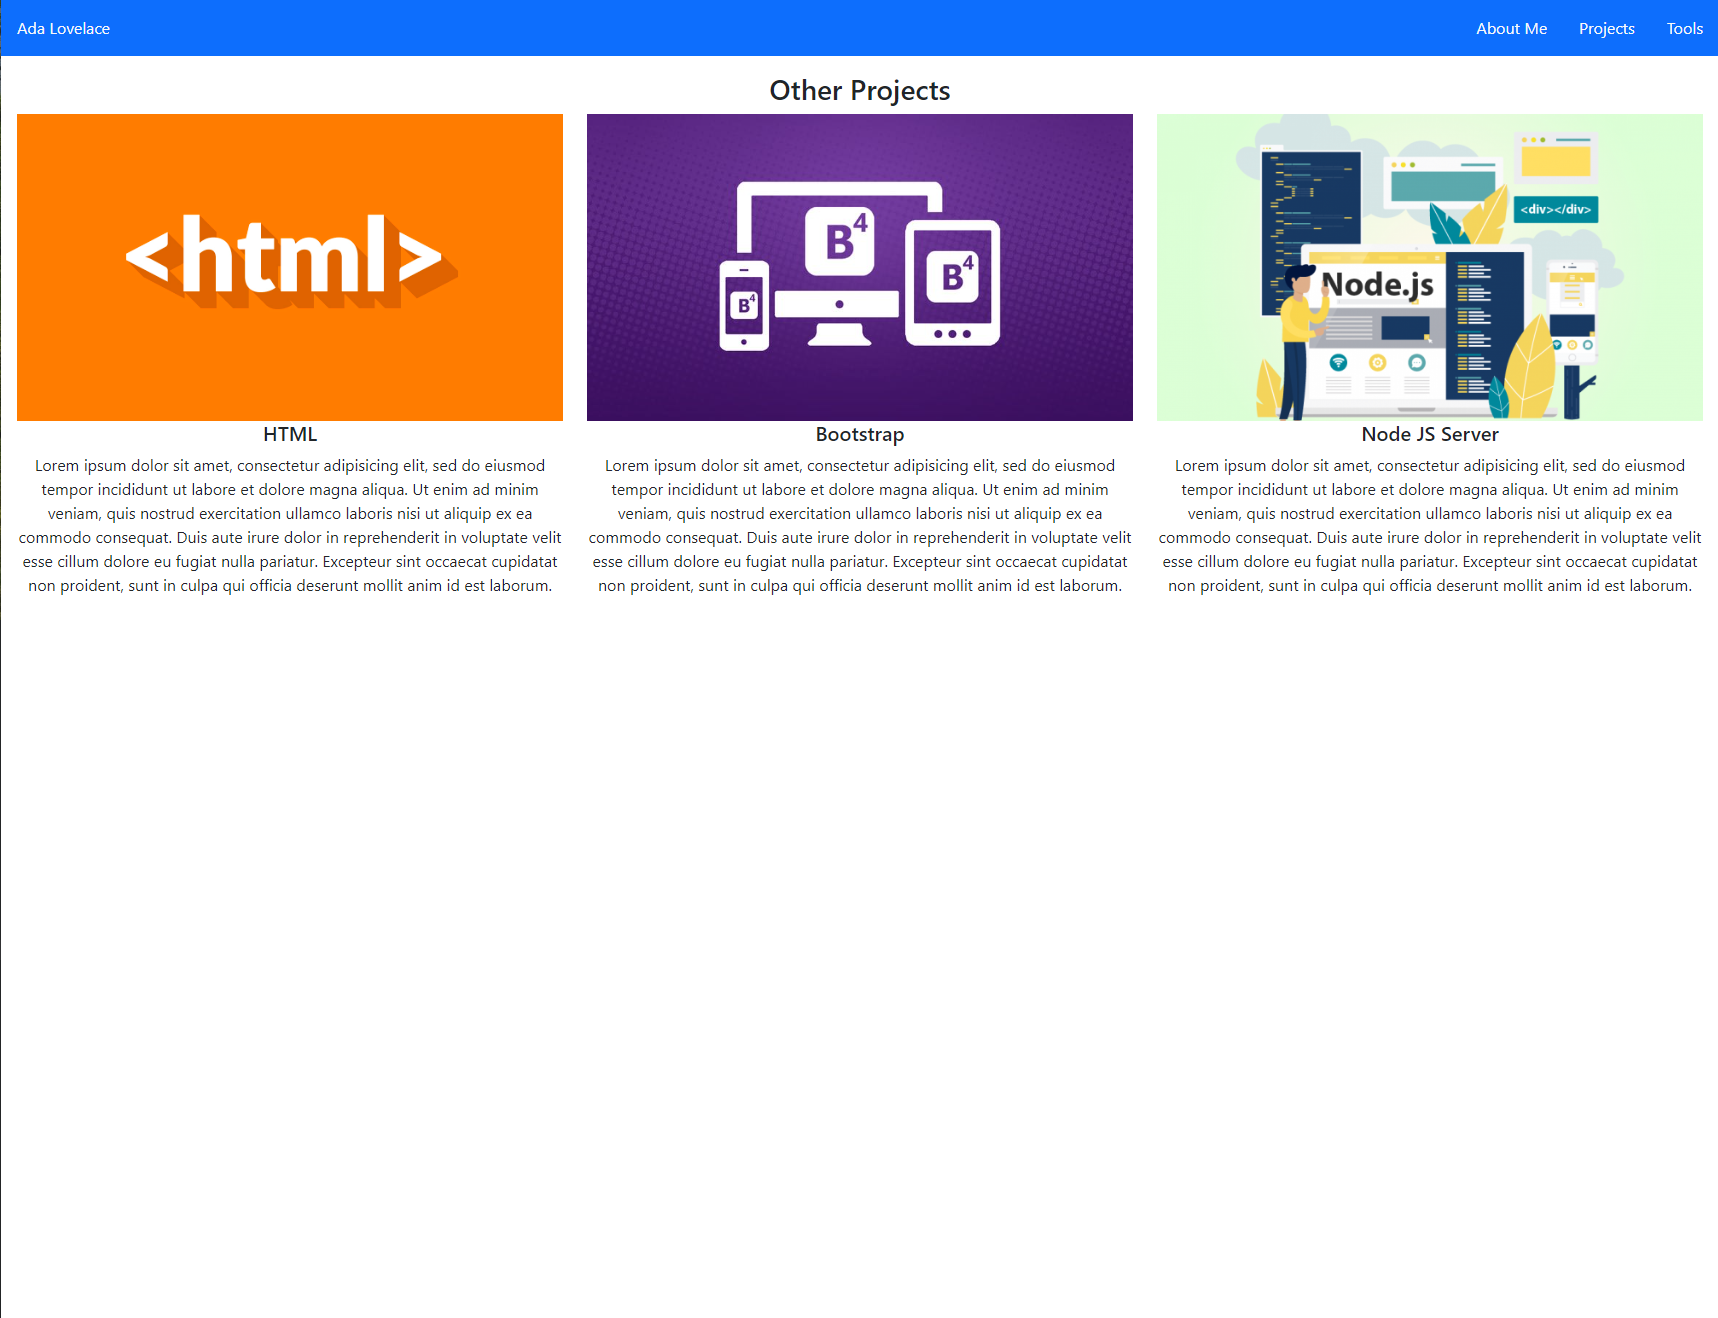 Ada Lovelace
About Me Projects Tools
Other Projects
<html>
B4
B4
B4
<div></div>
Node.js
HTML
Lorem ipsum dolor sit amet, consectetur adipisicing elit, sed do eiusmod
tempor incididunt ut labore et dolore magna aliqua. Ut enim ad minim
veniam, quis nostrud exercitation ullamco laboris nisi ut aliquip ex ea
commodo consequat. Duis aute irure dolor in reprehenderit in voluptate velit
esse cillum dolore eu fugiat nulla pariatur. Excepteur sint occaecat cupidatat
non proident, sunt in culpa qui officia deserunt mollit anim id est laborum.
Bootstrap
Lorem ipsum dolor sit amet, consectetur adipisicing elit, sed do eiusmod
tempor incididunt ut labore et dolore magna aliqua. Ut enim ad minim
veniam, quis nostrud exercitation ullamco laboris nisi ut aliquip ex ea
commodo consequat. Duis aute irure dolor in reprehenderit in voluptate velit
esse cillum dolore eu fugiat nulla pariatur. Excepteur sint occaecat cupidatat
non proident, sunt in culpa qui officia deserunt mollit anim id est laborum.
Node JS Server
Lorem ipsum dolor sit amet, consectetur adipisicing elit, sed do eiusmod
tempor incididunt ut labore et dolore magna aliqua. Ut enim ad minim
veniam, quis nostrud exercitation ullamco laboris nisi ut aliquip ex ea
commodo consequat. Duis aute irure dolor in reprehenderit in voluptate velit
esse cillum dolore eu fugiat nulla pariatur. Excepteur sint occaecat cupidatat
non proident, sunt in culpa qui officia deserunt mollit anim id est laborum.